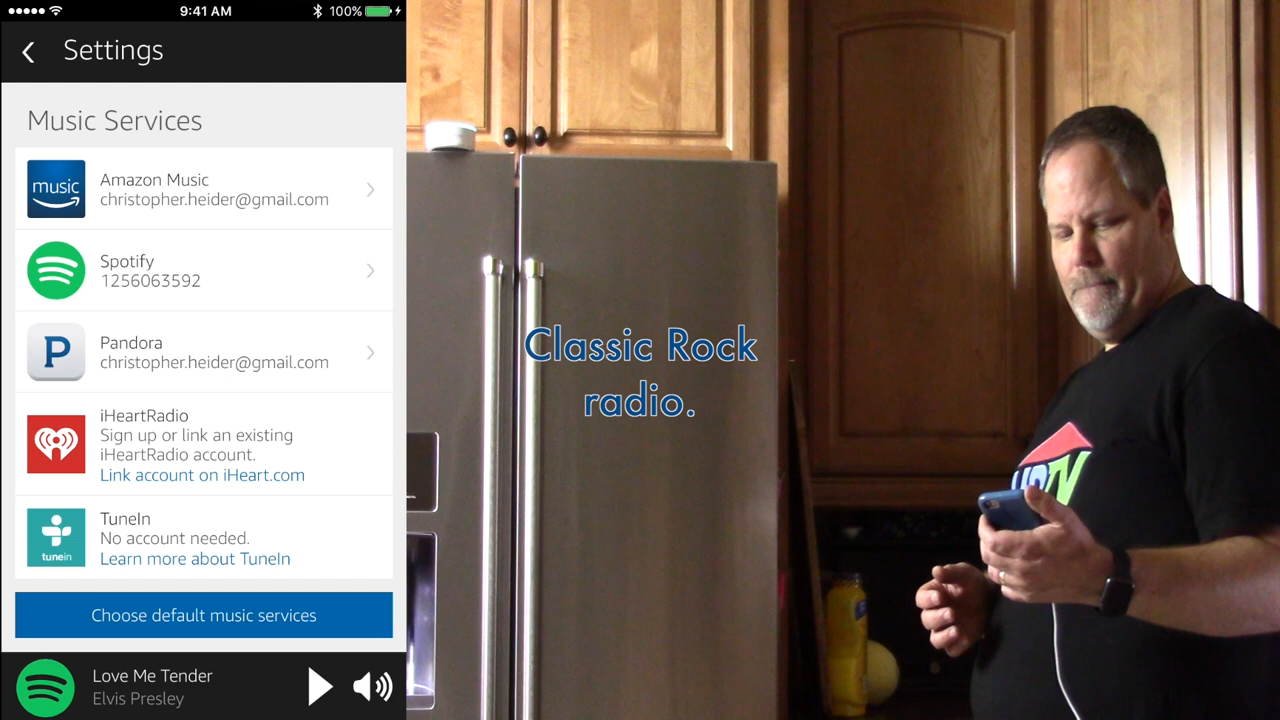 9:41 AM
100%
Settings
Music Services
music
Amazon Music
christopher.heider@gmail.com
Spotify
1256063592
P
Pandora
christopher.heider@gmail.com
iHeartRadio
Sign up or link an existing
iHeartRadio account.
Link account on iHeart.com
TuneIn
No account needed.
Learn more about TuneIn
tunein
Choose default music services
Love Me Tender
Elvis Presley
Classic Rock
radio.